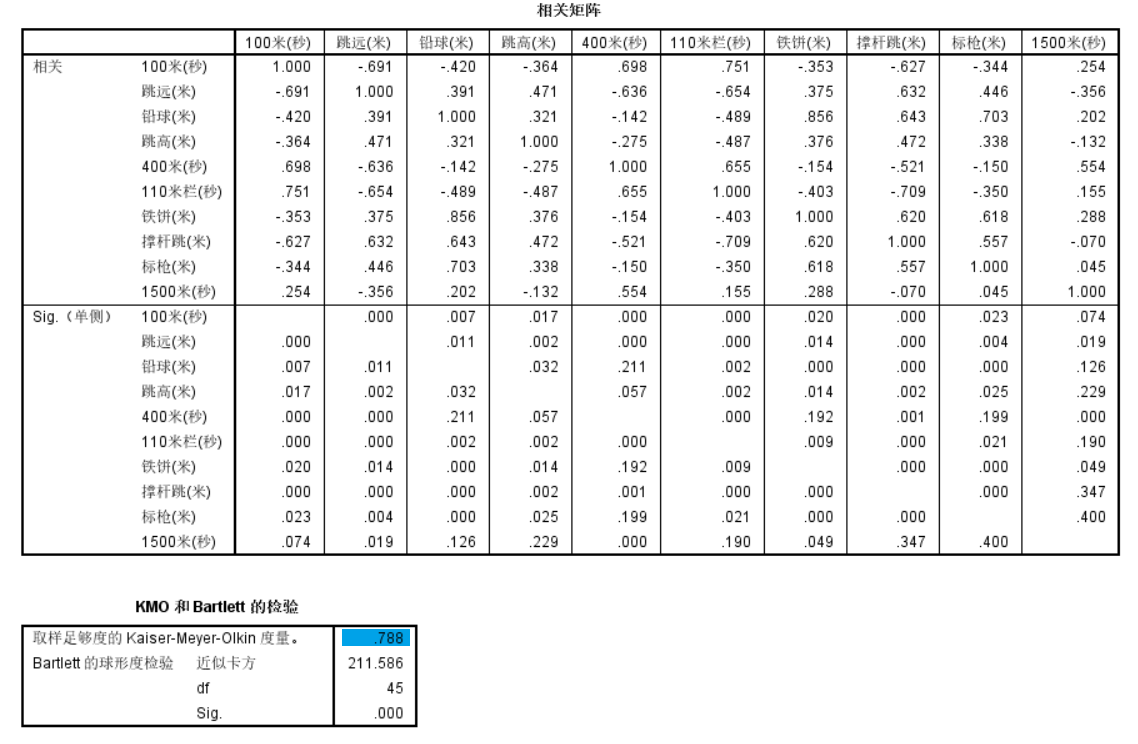 相关矩阵
100米(秒) 跳远(米) 铅球(米) 跳高(米) 400米(秒) 110米栏(秒) 铁饼(米) 撑杆跳(米) 标枪(米) 1500米(秒)
相关 100米(秒) 1.000 -.691 -.420 -.364 .698 .751 -.353 -.627 -.344 .254
跳远(米) -.691 1.000 .391 .471 -.636 -.654 .375 .632 .446 -.356
铅球(米) -.420 .391 1.000 .321 -.142 -.489 .856 .643 .703 .202
跳高(米) -.364 .471 .321 1.000 -.275 -.487 .376 .472 .338 -.132
400米(秒) .698 -.636 -.142 -.275 1.000 .655 -.154 -.521 -.150 .554
110米栏(秒) .751 -.654 -.489 -.487 .655 1.000 -.403 -.709 -.350 .155
铁饼(米) -.353 .375 .856 .376 -.154 -.403 1.000 .620 .618 .288
撑杆跳(米) -.627 .632 .643 .472 -.521 -.709 .620 1.000 .557 -.070
标枪(米) -.344 .446 .703 .338 -.150 -.350 .618 .557 1.000 .045
1500米(秒) .254 -.356 .202 -.132 .554 .155 .288 -.070 .045 1.000
Sig.（单侧） 100米(秒) .000 .007 .017 .000 .000 .020 .000 .023 .074
跳远(米) .000 .011 .002 .000 .000 .014 .000 .004 .019
铅球(米) .007 .011 .032 .211 .002 .000 .000 .000 .126
跳高(米) .017 .002 .032 .057 .002 .014 .002 .025 .229
400米(秒) .000 .000 .211 .057 .000 .192 .001 .199 .000
110米栏(秒) .000 .000 .002 .002 .000 .009 .000 .021 .190
铁饼(米) .020 .014 .000 .014 .192 .009 .000 .000 .049
撑杆跳(米) .000 .000 .000 .002 .001 .000 .000 .000 .347
标枪(米) .023 .004 .000 .025 .199 .021 .000 .000 .400
1500米(秒) .074 .019 .126 .229 .000 .190 .049 .347 .400
KMO 和 Bartlett 的检验
取样足够度的 Kaiser-Meyer-Olkin 度量。 .788
Bartlett 的球形度检验 近似卡方 211.586
df 45
Sig. .000